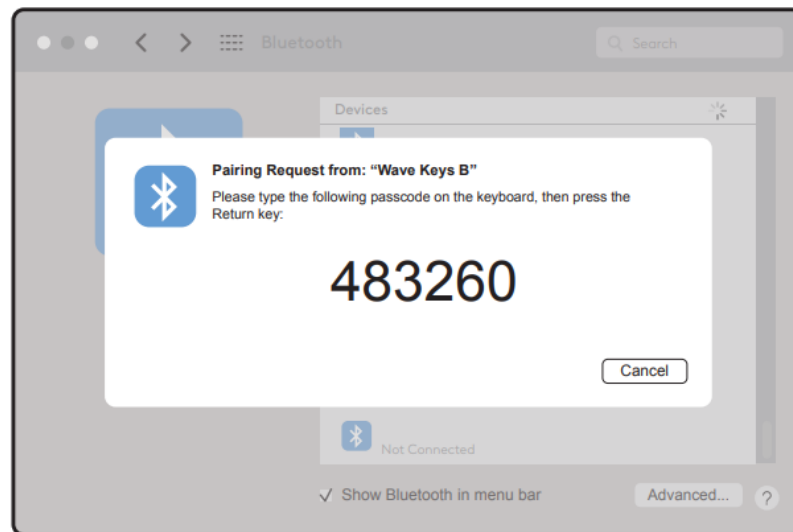 Bluetooth
Search
Devices
Pairing Request from: “Wave Keys B”
Please type the following passcode on the keyboard, then press the
Return key:
483260
Cancel
Not Connected
Show Bluetooth in menu bar
Advanced...
?